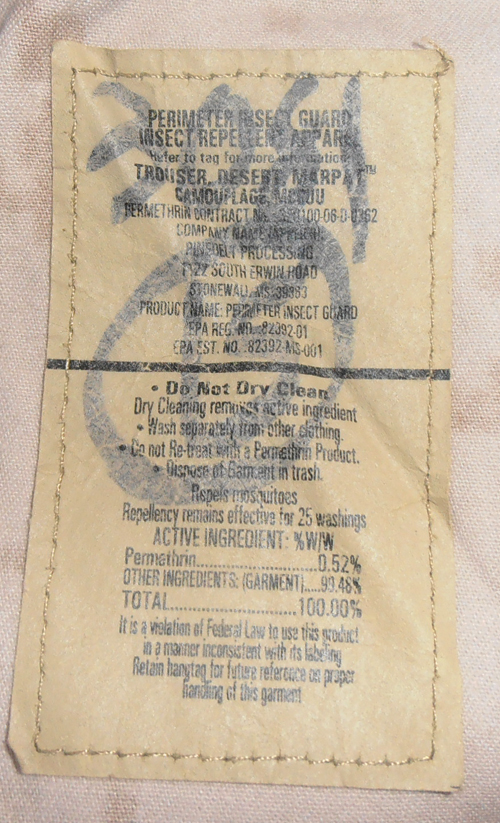 PERIMETER INSECT GUARD
INSECT REPELLENT APPAREL
Refer to tag for more information
TROUSER, DESERT, MARPAT™
CAMOUFLAGE, MCCUU
PERMETHRIN CONTRACT No. 0100-06-D-0362
COMPANY NAME
PINEBELT PROCESSING
SOUTH ERWIN ROAD
STONEWALL, MS. 39363
PRODUCT NAME: PERIMETER INSECT GUARD
EPA REG. NO. 82392-01
EPA EST. NO. 82392-MS-001
• Do Not Dry Clean
Dry Cleaning removes active ingredient
• Wash separately from other clothing.
• Do not Re-treat with a Permethrin Product.
• Dispose of Garment in trash.
Repels mosquitoes
Repellency remains effective for 25 washings
ACTIVE INGREDIENT: %W/W
Permethrin....................0.52%
OTHER INGREDIENTS: (GARMENT)....99.48%
TOTAL.........................100.00%
It is a violation of Federal Law to use this product
in a manner inconsistent with its labeling
Retain hangtag for future reference on proper
handling of this garment